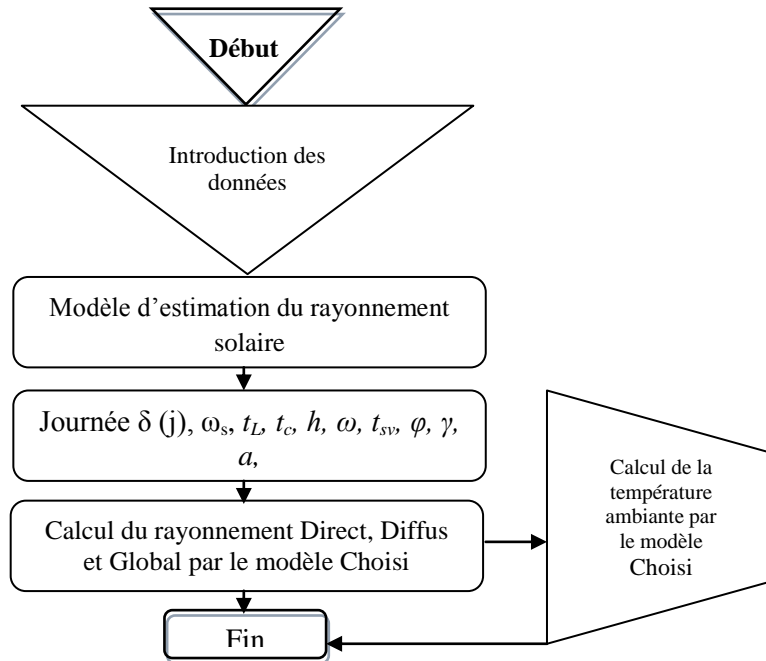 Début
Introduction des
données
Modèle d’estimation du rayonnement
solaire
Journée δ (j), ωs, tL, tc, h, ω, tsv, φ, γ,
a,
Calcul du rayonnement Direct, Diffus
et Global par le modèle Choisi
Calcul de la
température
ambiante par
le modèle
Choisi
Fin